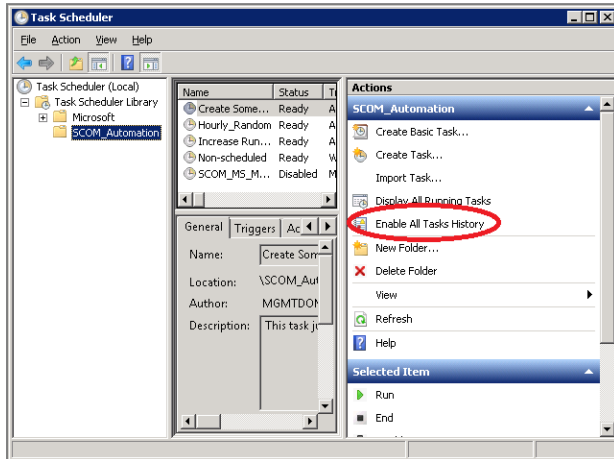 Task Scheduler
File Action View Help
Task Scheduler (Local)
Task Scheduler Library
Microsoft
SCOM_Automation
Name Status
Create Some... Ready A
Hourly_Random Ready A
Increase Run... Ready A
Non-scheduled Ready W
SCOM_MS_M... Disabled M
General Triggers
Name: Create Som
Location: \SCOM_Aut
Author: MGMTDOM
Description: This task ju
Actions
SCOM_Automation
Create Basic Task...
Create Task...
Import Task...
Display All Running Tasks
Enable All Tasks History
New Folder...
Delete Folder
View
Refresh
Help
Selected Item
Run
End